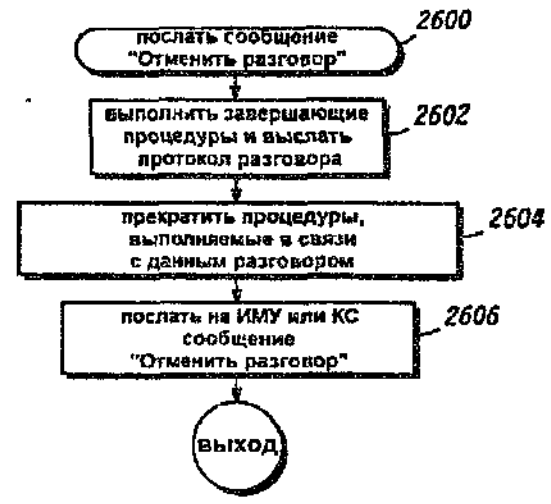 послать сообщение
"Отменить разговор"
2600
выполнить завершающие
процедуры и выслать
протокол разговора
2602
прекратить процедуры,
выполняемые в связи
с данным разговором
2604
послать на ИМУ или КС
сообщение
"Отменить разговор"
2606
выход